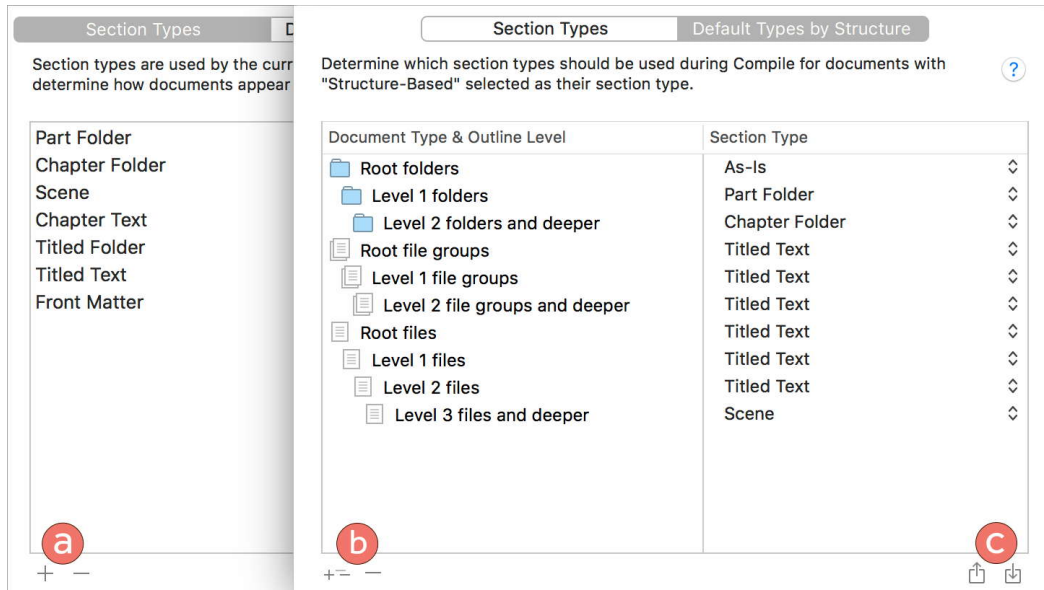 Section Types
D
Section types are used by the curr
determine how documents appear
Part Folder
Chapter Folder
Scene
Chapter Text
Titled Folder
Titled Text
Front Matter
a
Section Types Default Types by Structure
Determine which section types should be used during Compile for documents with
"Structure-Based" selected as their section type.
?
Document Type & Outline Level Section Type
Root folders As-Is
Level 1 folders Part Folder
Level 2 folders and deeper Chapter Folder
Root file groups Titled Text
Level 1 file groups Titled Text
Level 2 file groups and deeper Titled Text
Root files Titled Text
Level 1 files Titled Text
Level 2 files Titled Text
Level 3 files and deeper Scene
b
c